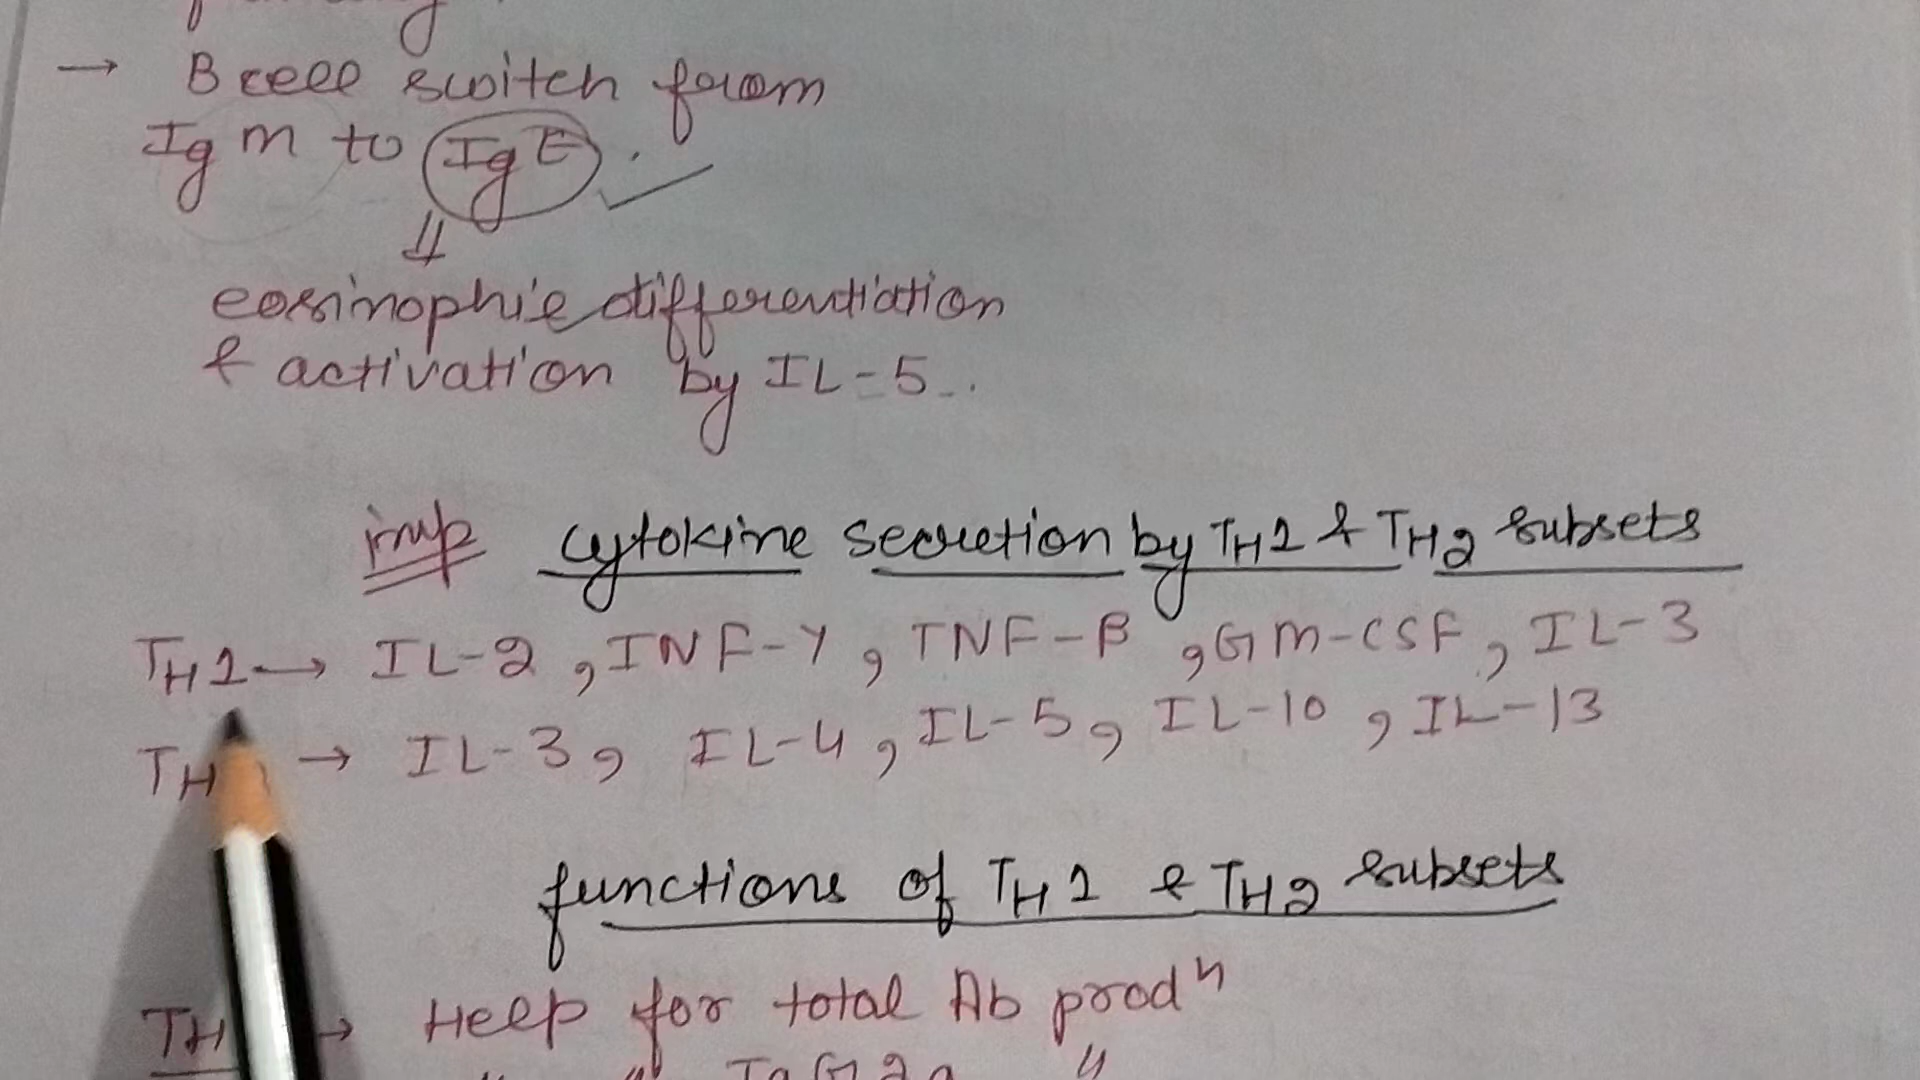 → B cell switch from
Ig M to IgE.
⇓
eosinophie differentiation
& activation by IL-5.
imp cytokine secretion by TH1 & TH2 subsets
TH1 → IL-2, INF-γ, TNF-β, GM-CSF, IL-3
TH → IL-3, IL-4, IL-5, IL-10, IL-13
functions of TH1 & TH2 subsets
TH → Help for total Ab prodⁿ
" " IgG2a "